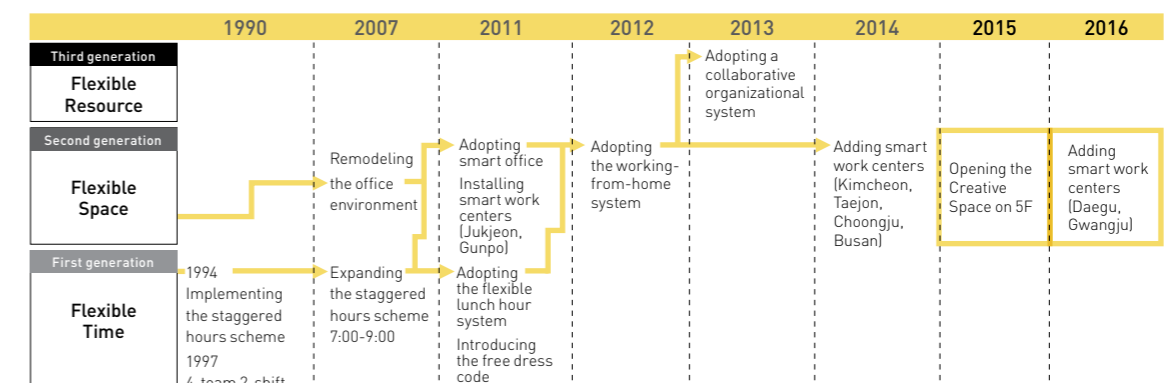 1990 2007 2011 2012 2013 2014 2015 2016
Third generation
Flexible
Resource
Adopting a
collaborative
organizational
system
Second generation
Flexible
Space
Remodeling
the office
environment
Adopting
smart office
Installing
smart work
centers
(Jukjeon,
Gunpo)
Adopting
the working-
from-home
system
Adding smart
work centers
(Kimcheon,
Taejon,
Choongju,
Busan)
Opening the
Creative
Space on 5F
Adding
smart work
centers
(Daegu,
Gwangju)
First generation
Flexible
Time
1994
Implementing
the staggered
hours scheme
1997
4-team 2-shift
Expanding
the staggered
hours scheme
7:00-9:00
Adopting
the flexible
lunch hour
system
Introducing
the free dress
code